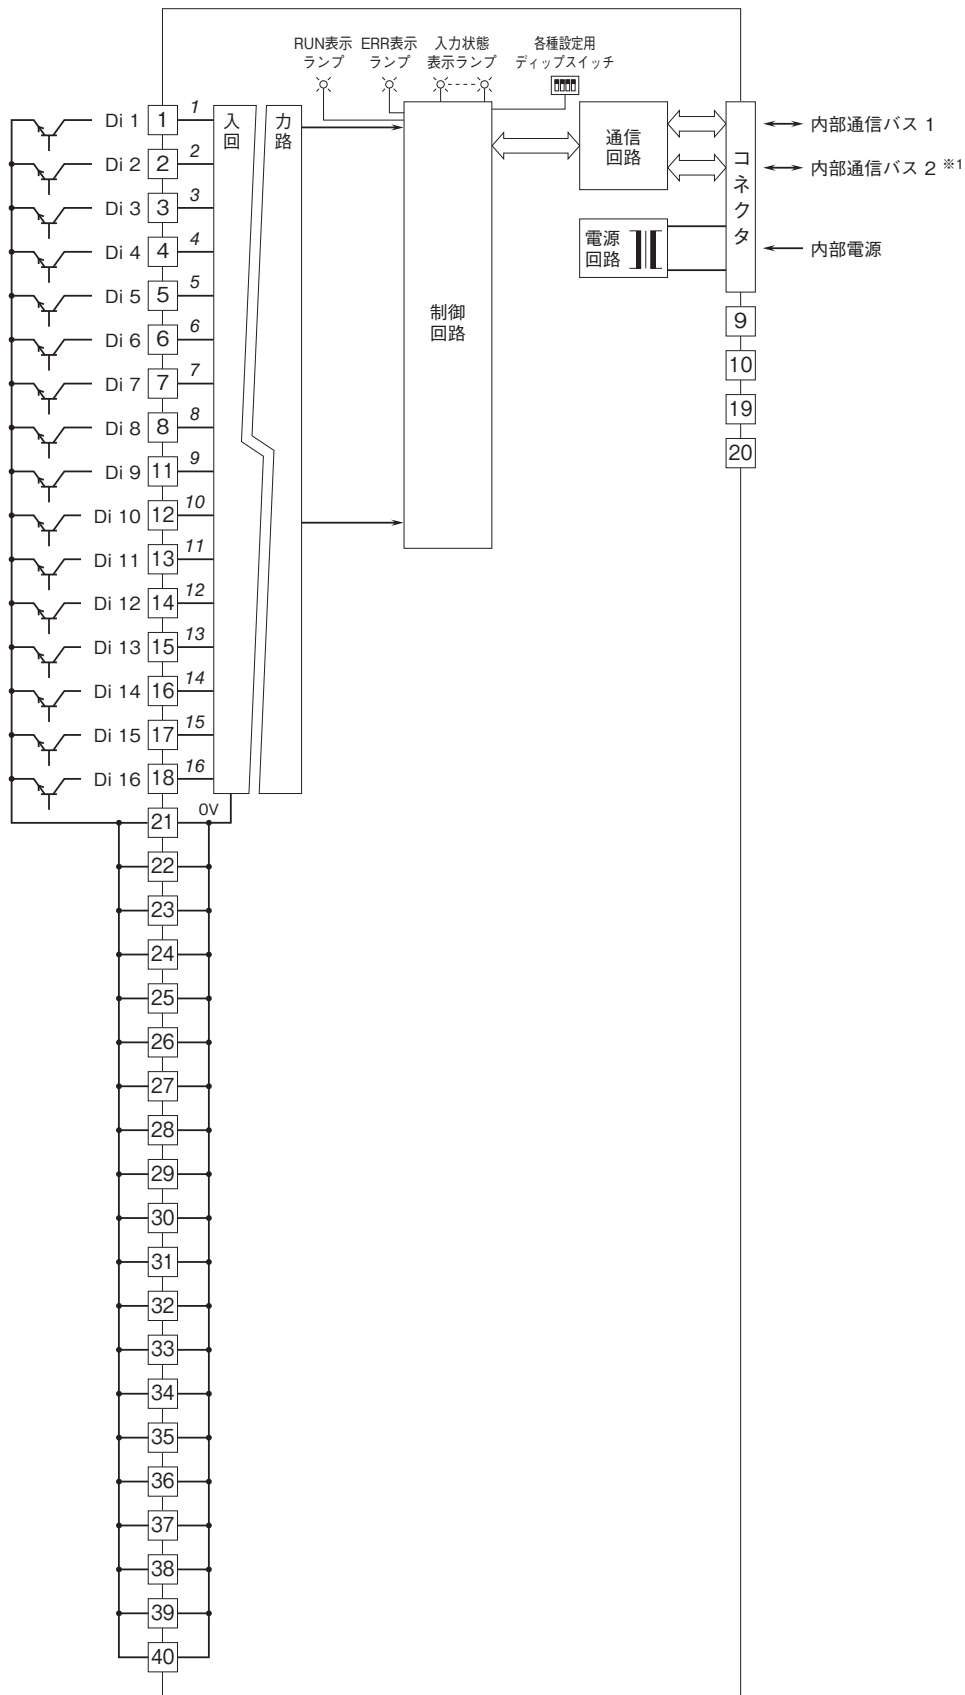 RUN表示
ランプ
ERR表示
ランプ
入力状態
表示ランプ
各種設定用
ディップスイッチ
Di 1 1 1
Di 2 2 2
Di 3 3 3
Di 4 4 4
Di 5 5 5
Di 6 6 6
Di 7 7 7
Di 8 8 8
Di 9 11 9
Di 10 12 10
Di 11 13 11
Di 12 14 12
Di 13 15 13
Di 14 16 14
Di 15 17 15
Di 16 18 16
入力
回路
制御
回路
通信
回路
電源
回路
コネクタ
内部通信バス 1
内部通信バス 2 ※1
内部電源
9
10
19
20
0V
21
22
23
24
25
26
27
28
29
30
31
32
33
34
35
36
37
38
39
40